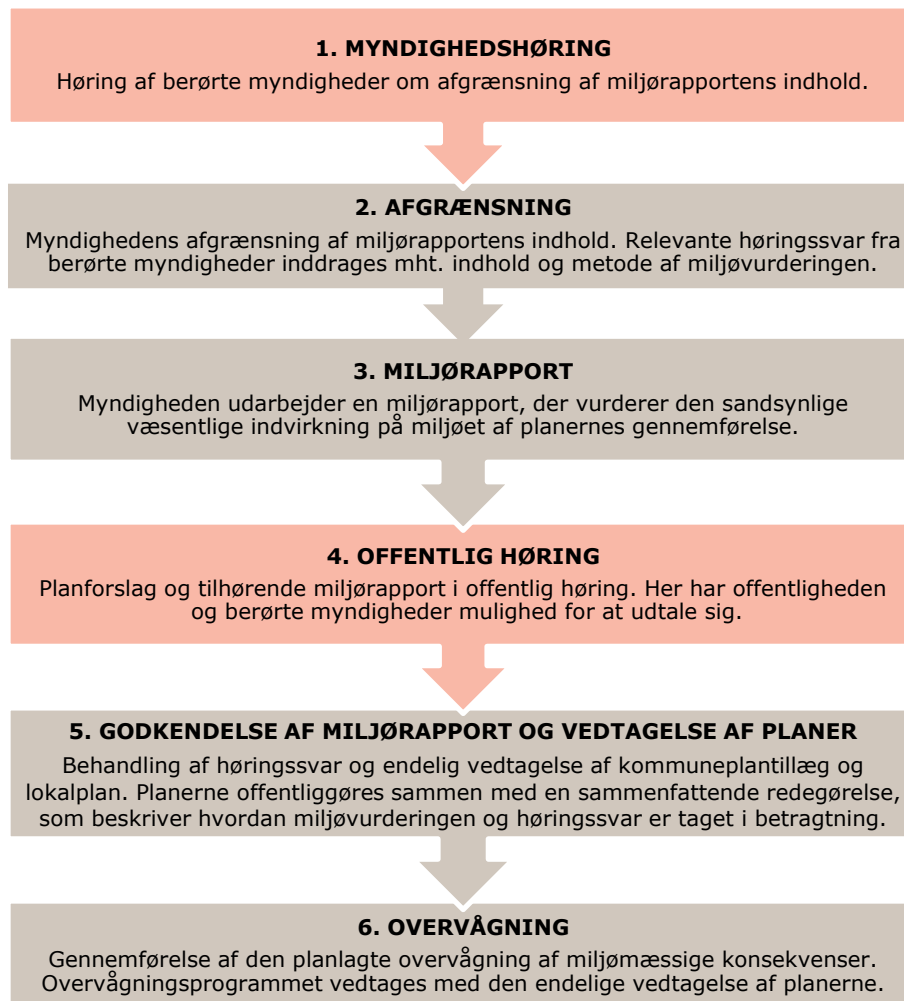 1. MYNDIGHEDSHØRING
Høring af berørte myndigheder om afgrænsning af miljørapportens indhold.
2. AFGRÆNSNING
Myndighedens afgrænsning af miljørapportens indhold. Relevante høringssvar fra
berørte myndigheder inddrages mht. indhold og metode af miljøvurderingen.
3. MILJØRAPPORT
Myndigheden udarbejder en miljørapport, der vurderer den sandsynlige
væsentlige indvirkning på miljøet af planernes gennemførelse.
4. OFFENTLIG HØRING
Planforslag og tilhørende miljørapport i offentlig høring. Her har offentligheden
og berørte myndigheder mulighed for at udtale sig.
5. GODKENDELSE AF MILJØRAPPORT OG VEDTAGELSE AF PLANER
Behandling af høringssvar og endelig vedtagelse af kommuneplantillæg og
lokalplan. Planerne offentliggøres sammen med en sammenfattende redegørelse,
som beskriver hvordan miljøvurderingen og høringssvar er taget i betragtning.
6. OVERVÅGNING
Gennemførelse af den planlagte overvågning af miljømæssige konsekvenser.
Overvågningsprogrammet vedtages med den endelige vedtagelse af planerne.